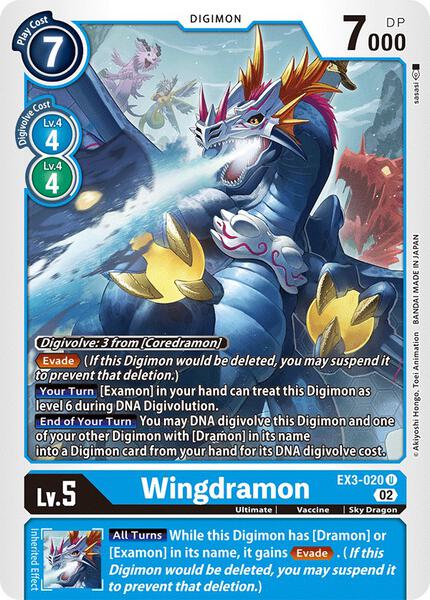 DIGIMON
Play Cost
7
7000 DP
Digivolve Cost
Lv.4
4
Lv.4
4
sasasi
© Akiyoshi Hongo, Toei Animation BANDAI MADE IN JAPAN
Digivolve: 3 from [Coredramon]
Evade (If this Digimon would be deleted, you may suspend it
to prevent that deletion.)
Your Turn [Examon] in your hand can treat this Digimon as
level 6 during DNA Digivolution.
End of Your Turn You may DNA digivolve this Digimon and one
of your other Digimon with [Dramon] in its name
into a Digimon card from your hand for its DNA digivolve cost.
Lv.5
Wingdramon
EX3-020 U
02
Ultimate | Vaccine | Sky Dragon
Inherited Effect
All Turns While this Digimon has [Dramon] or
[Examon] in its name, it gains Evade. (If this
Digimon would be deleted, you may suspend it
to prevent that deletion.)